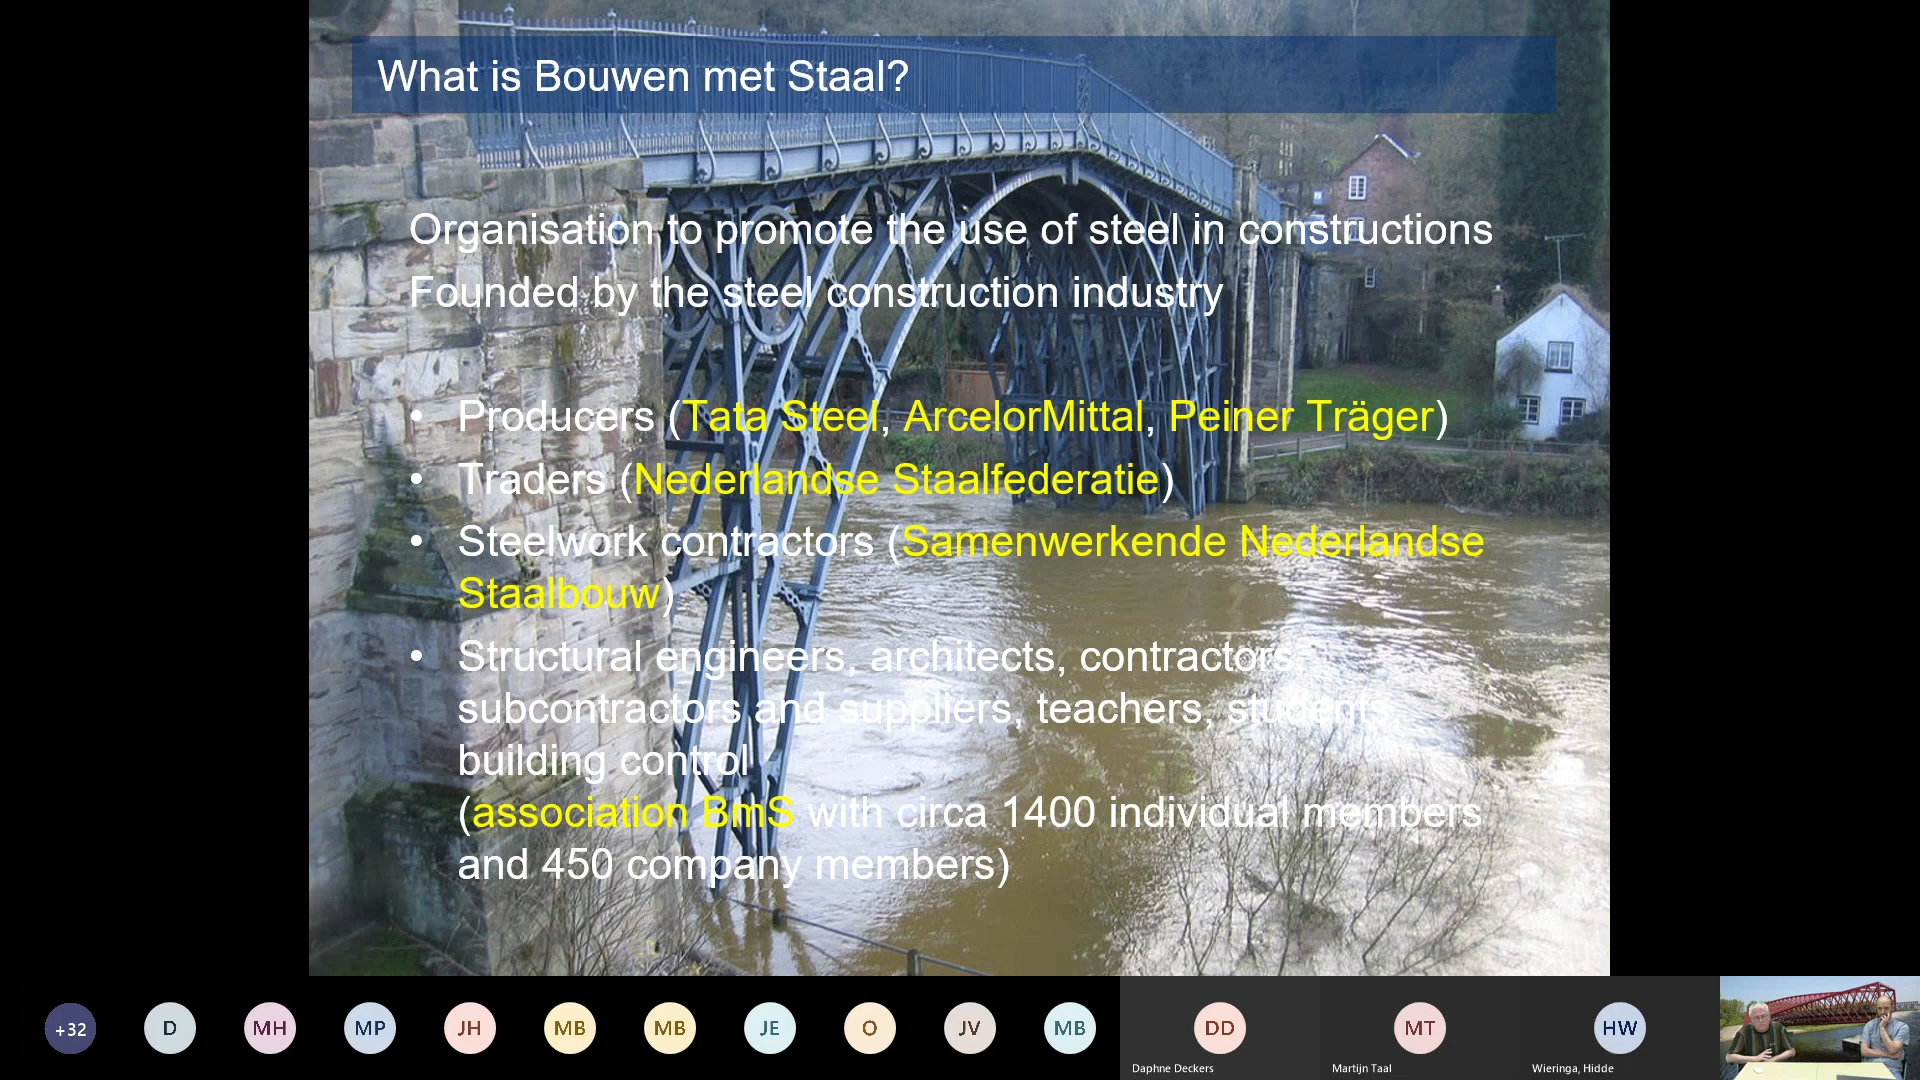 What is Bouwen met Staal?
Organisation to promote the use of steel in constructions
Founded by the steel construction industry
• Producers (Tata Steel, ArcelorMittal, Peiner Träger)
• Traders (Nederlandse Staalfederatie)
• Steelwork contractors (Samenwerkende Nederlandse
Staalbouw)
• Structural engineers, architects, contractors,
subcontractors and suppliers, teachers, students,
building control
(association BmS with circa 1400 individual members
and 450 company members)
+32
D
MH
MP
JH
MB
MB
JE
O
JV
MB
DD
MT
HW
Daphne Deckers
Martijn Taal
Wieringa, Hidde